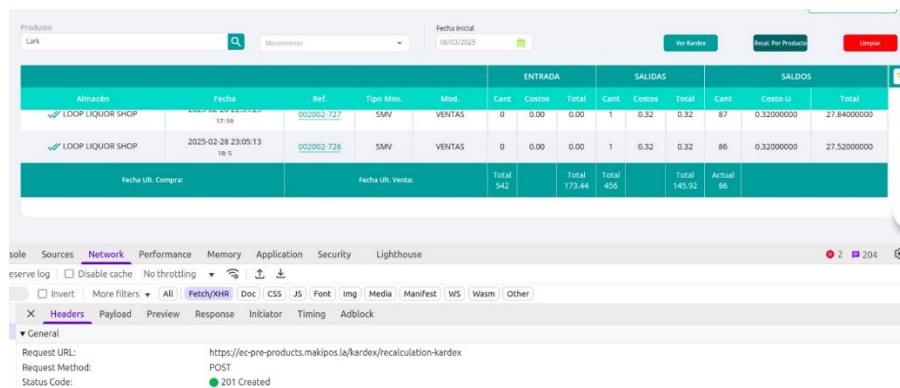 Producto
Lark
Movimiento
Fecha Inicial
06/03/2025
Ver Kardex
Recal. Por Producto
Limpiar
ENTRADA SALIDAS SALDOS
Almacén Fecha Ref. Tipo Mov. Mod. Cant Costos Total Cant Costos Total Cant Costo-U Total
LOOP LIQUOR SHOP 002002-727 SMV VENTAS 0 0.00 0.00 1 0.32 0.32 87 0.32000000 27.84000000
LOOP LIQUOR SHOP 2025-02-28 23:05:13 002002-728 SMV VENTAS 0 0.00 0.00 1 0.32 0.32 86 0.32000000 27.52000000
18: 5
Fecha Ult. Compra: Fecha Ult. Venta: Total Total Total Total Actual
542 173.44 456 145.92 86
sole Sources Network Performance Memory Application Security Lighthouse 2 204
eserve log Disable cache No throttling
Invert More filters All Fetch/XHR Doc CSS JS Font Img Media Manifest WS Wasm Other
Headers Payload Preview Response Initiator Timing Adblock
General
Request URL: https://ec-pre-products.makipos.la/kardex/recalculation-kardex
Request Method: POST
Status Code: 201 Created